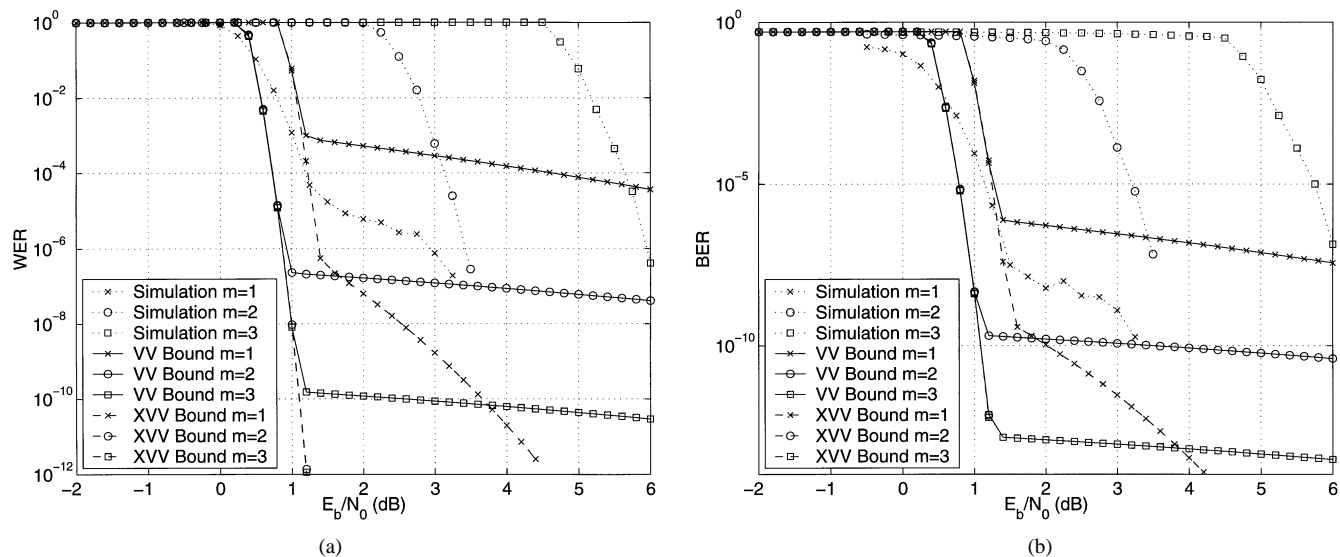 10^0
10^-2
10^-4
10^-6
10^-8
10^-10
10^-12
WER
Simulation m=1
Simulation m=2
Simulation m=3
VV Bound m=1
VV Bound m=2
VV Bound m=3
XVV Bound m=1
XVV Bound m=2
XVV Bound m=3
−2 −1 0 1 2 3 4 5 6
E_b/N_0 (dB)
(a)
10^0
10^-5
10^-10
BER
Simulation m=1
Simulation m=2
Simulation m=3
VV Bound m=1
VV Bound m=2
VV Bound m=3
XVV Bound m=1
XVV Bound m=2
XVV Bound m=3
−2 −1 0 1 2 3 4 5 6
E_b/N_0 (dB)
(b)